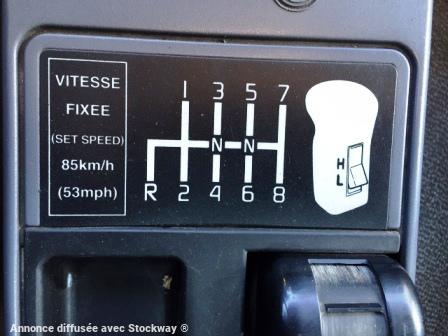 VITESSE
FIXEE
(SET SPEED)
85km/h
(53mph)
1 3 5 7
N N
R 2 4 6 8
H
L
Annonce diffusée avec Stockway ®